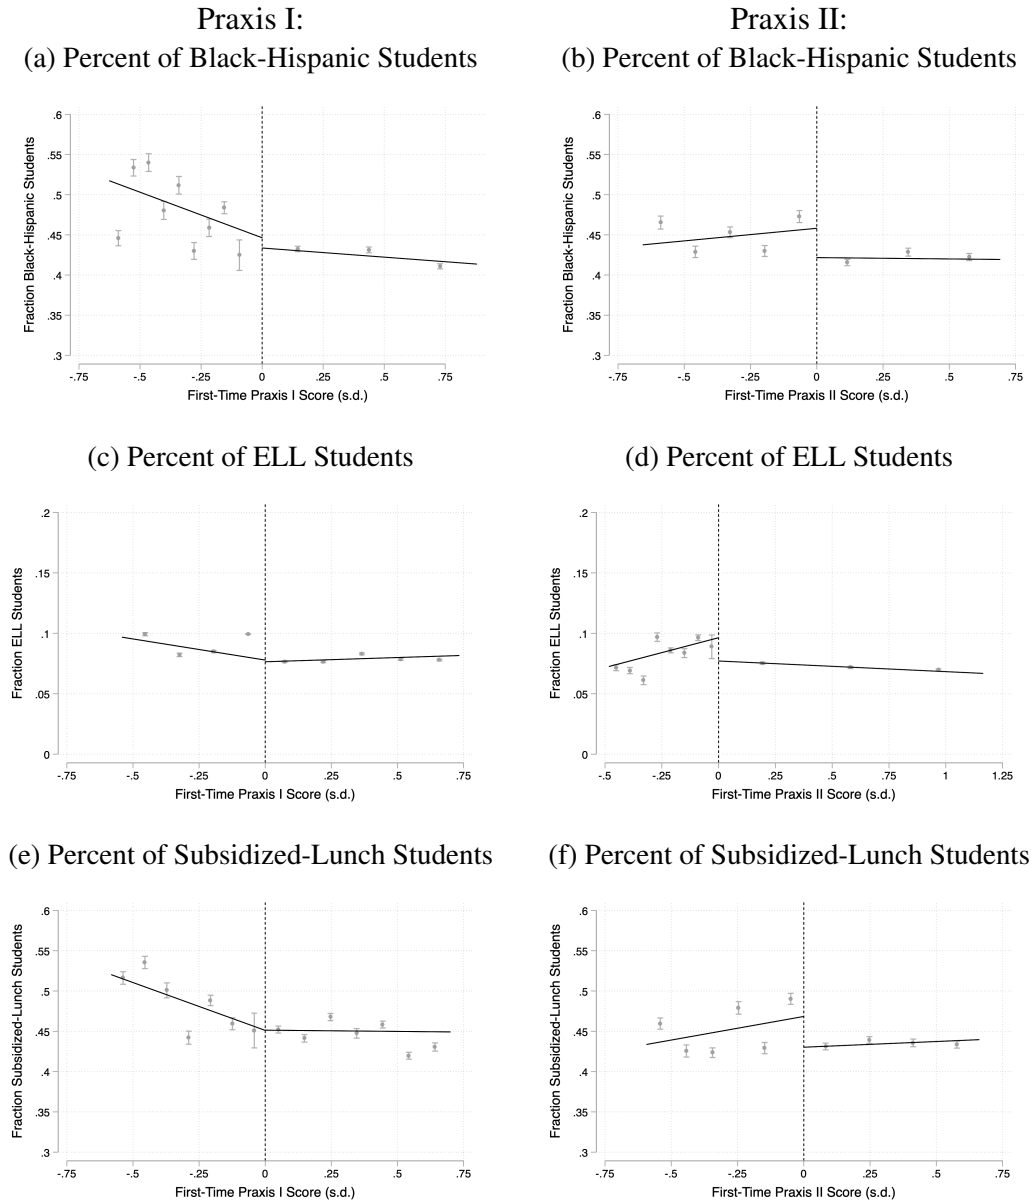 Praxis I:
Praxis II:
(a) Percent of Black-Hispanic Students
(b) Percent of Black-Hispanic Students
Fraction Black-Hispanic Students
.6
.55
.5
.45
.4
.35
.3
-.75 -.5 -.25 0 .25 .5 .75
First-Time Praxis I Score (s.d.)
Fraction Black-Hispanic Students
.6
.55
.5
.45
.4
.35
.3
-.75 -.5 -.25 0 .25 .5 .75
First-Time Praxis II Score (s.d.)
(c) Percent of ELL Students
(d) Percent of ELL Students
Fraction ELL Students
.2
.15
.1
.05
0
-.75 -.5 -.25 0 .25 .5 .75
First-Time Praxis I Score (s.d.)
Fraction ELL Students
.2
.15
.1
.05
0
-.5 -.25 0 .25 .5 .75 1 1.25
First-Time Praxis II Score (s.d.)
(e) Percent of Subsidized-Lunch Students
(f) Percent of Subsidized-Lunch Students
Fraction Subsidized-Lunch Students
.6
.55
.5
.45
.4
.35
.3
-.75 -.5 -.25 0 .25 .5 .75
First-Time Praxis I Score (s.d.)
Fraction Subsidized-Lunch Students
.6
.55
.5
.45
.4
.35
.3
-.75 -.5 -.25 0 .25 .5 .75
First-Time Praxis II Score (s.d.)